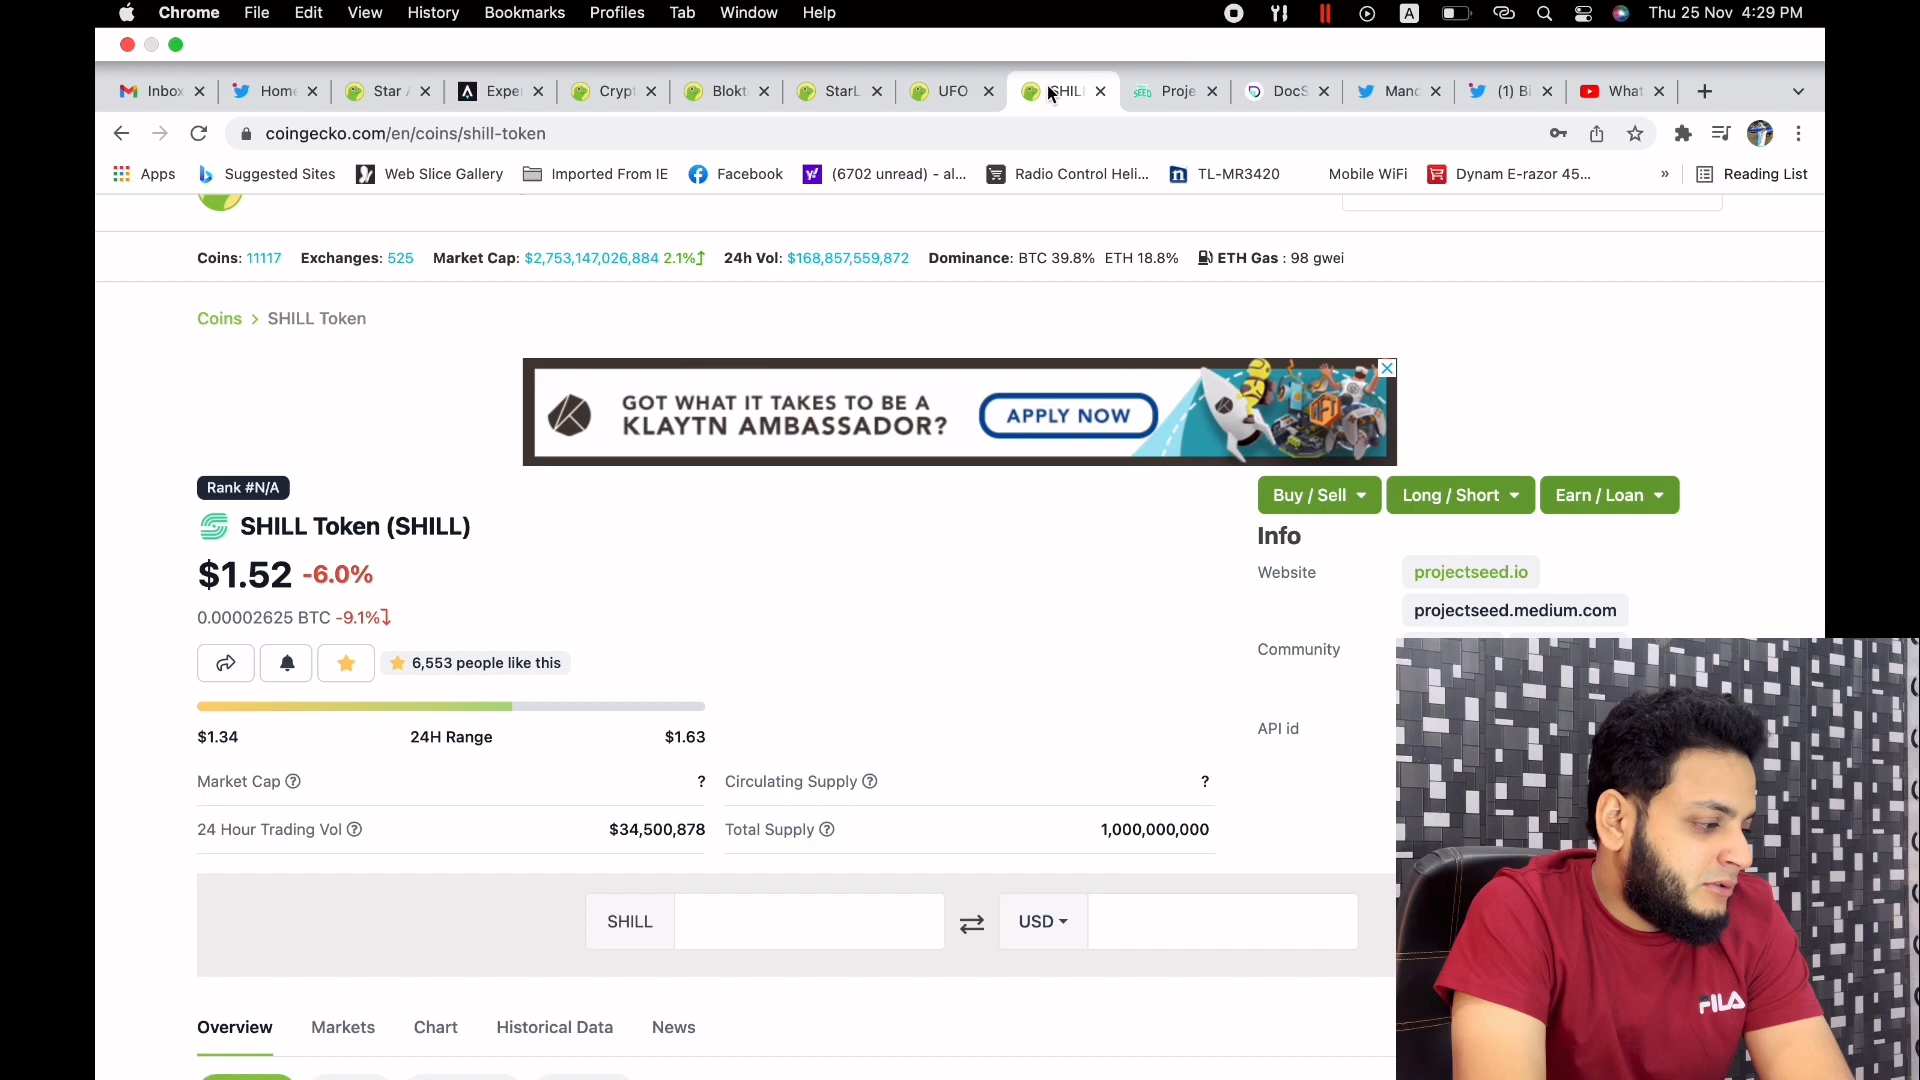 Chrome File Edit View History Bookmarks Profiles Tab Window Help A Thu 25 Nov 4:29 PM
Inbox Home Star A Expe Crypt Blokt StarL UFO SHIL Proje DocS Manc (1) Bi What
coingecko.com/en/coins/shill-token
Apps Suggested Sites Web Slice Gallery Imported From IE Facebook (6702 unread) - al... Radio Control Heli... TL-MR3420 Mobile WiFi Dynam E-razor 45... » Reading List
Coins: 11117 Exchanges: 525 Market Cap: $2,753,147,026,884 2.1% 24h Vol: $168,857,559,872 Dominance: BTC 39.8% ETH 18.8% ETH Gas : 98 gwei
Coins > SHILL Token
GOT WHAT IT TAKES TO BE A
KLAYTN AMBASSADOR?
APPLY NOW
NFT
Rank #N/A
SHILL Token (SHILL)
$1.52 -6.0%
0.00002625 BTC -9.1%
6,553 people like this
$1.34 24H Range $1.63
Market Cap ? Circulating Supply ?
24 Hour Trading Vol $34,500,878 Total Supply 1,000,000,000
Buy / Sell Long / Short Earn / Loan
Info
Website projectseed.io
projectseed.medium.com
Community
API id
SHILL USD
Overview Markets Chart Historical Data News
FILA